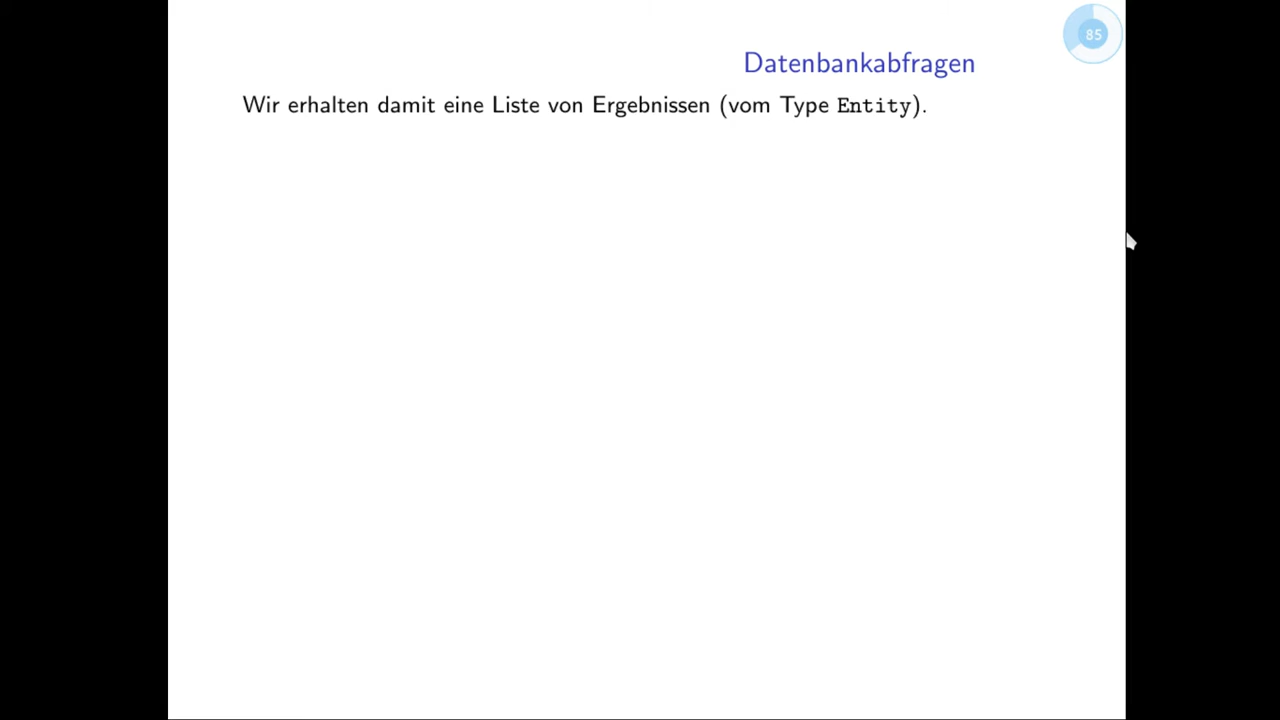 85
Datenbankabfragen
Wir erhalten damit eine Liste von Ergebnissen (vom Type Entity).